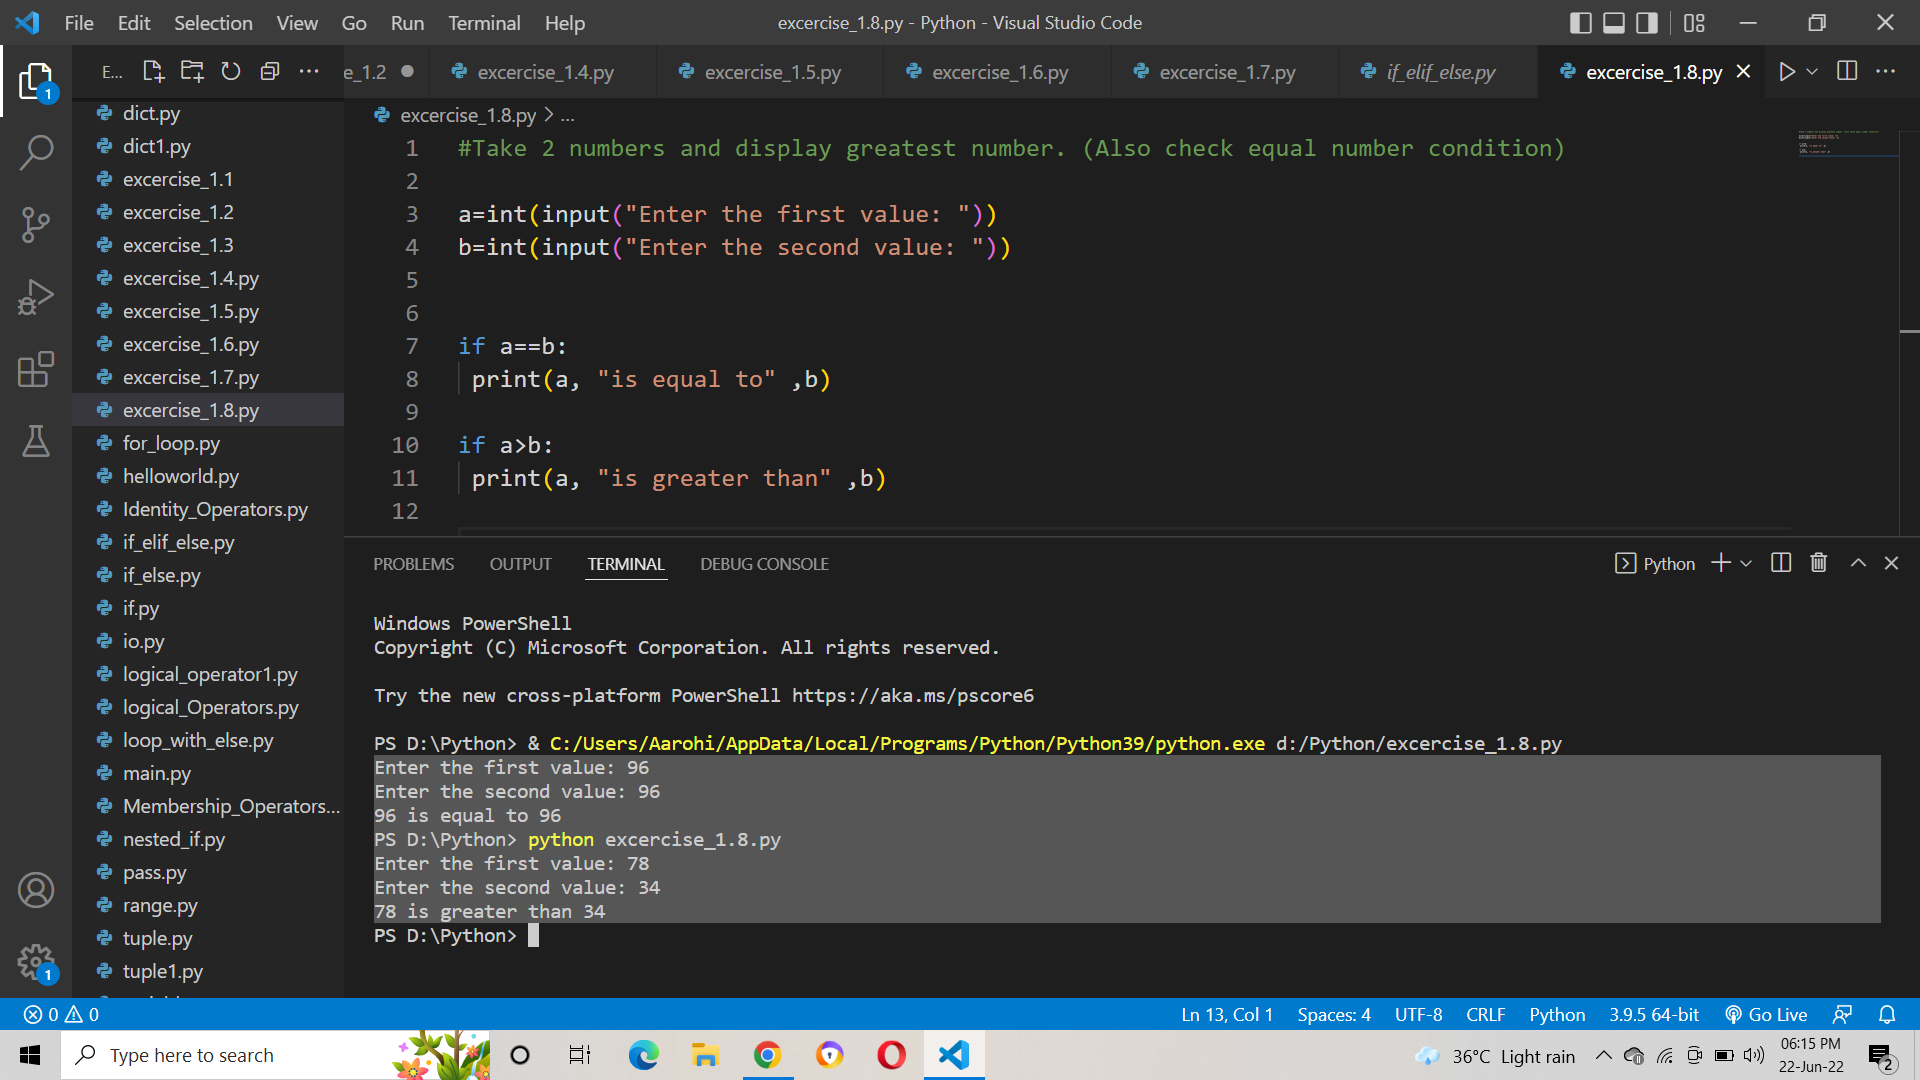 File Edit Selection View Go Run Terminal Help
excercise_1.8.py - Python - Visual Studio Code
E...
e_1.2
excercise_1.4.py
excercise_1.5.py
excercise_1.6.py
excercise_1.7.py
if_elif_else.py
excercise_1.8.py
1
dict.py
dict1.py
excercise_1.1
excercise_1.2
excercise_1.3
excercise_1.4.py
excercise_1.5.py
excercise_1.6.py
excercise_1.7.py
excercise_1.8.py
for_loop.py
helloworld.py
Identity_Operators.py
if_elif_else.py
if_else.py
if.py
io.py
logical_operator1.py
logical_Operators.py
loop_with_else.py
main.py
Membership_Operators...
nested_if.py
pass.py
range.py
tuple.py
tuple1.py
1
excercise_1.8.py > ...
1 #Take 2 numbers and display greatest number. (Also check equal number condition)
2
3 a=int(input("Enter the first value: "))
4 b=int(input("Enter the second value: "))
5
6
7 if a==b:
8 print(a, "is equal to" ,b)
9
10 if a>b:
11 print(a, "is greater than" ,b)
12
PROBLEMS OUTPUT TERMINAL DEBUG CONSOLE
Python
Windows PowerShell
Copyright (C) Microsoft Corporation. All rights reserved.
Try the new cross-platform PowerShell https://aka.ms/pscore6
PS D:\Python> & C:/Users/Aarohi/AppData/Local/Programs/Python/Python39/python.exe d:/Python/excercise_1.8.py
Enter the first value: 96
Enter the second value: 96
96 is equal to 96
PS D:\Python> python excercise_1.8.py
Enter the first value: 78
Enter the second value: 34
78 is greater than 34
PS D:\Python>
0 0
Ln 13, Col 1 Spaces: 4 UTF-8 CRLF Python 3.9.5 64-bit Go Live
Type here to search
36°C Light rain
06:15 PM
22-Jun-22
2